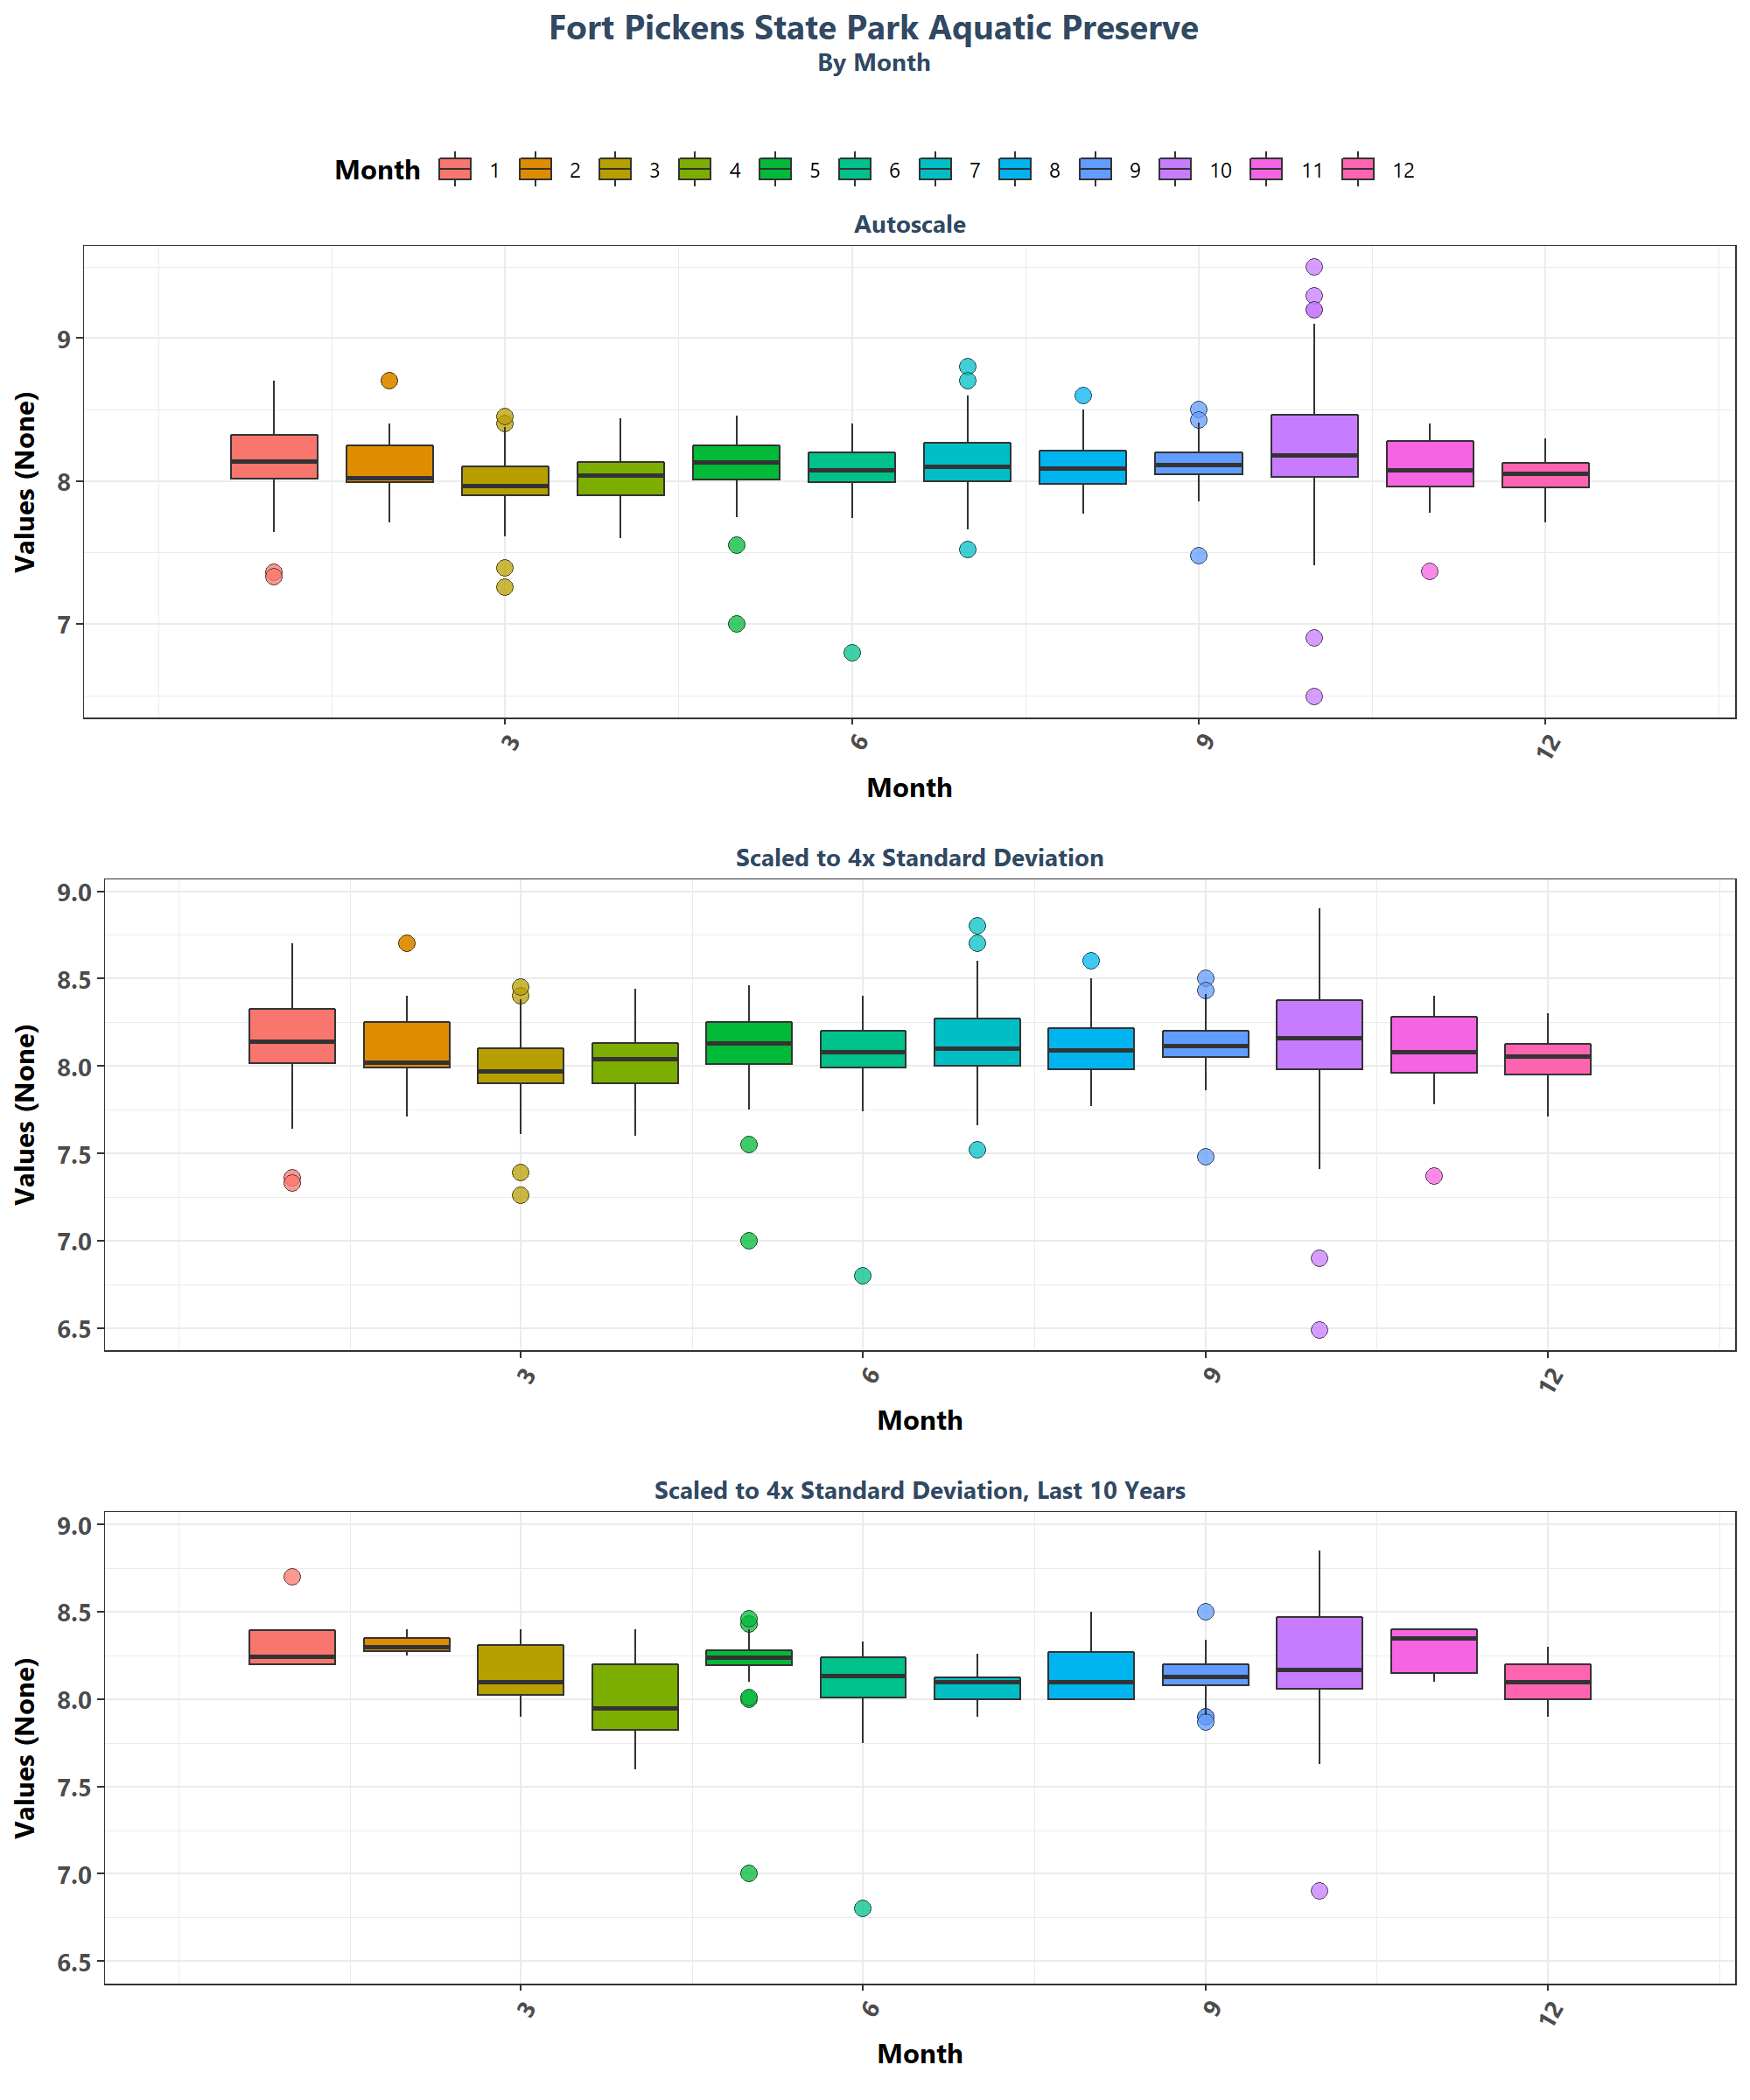 Fort Pickens State Park Aquatic Preserve
By Month
Month 1 2 3 4 5 6 7 8 9 10 11 12
Autoscale
Values (None)
9
8
7
3 6 9 12
Month
Scaled to 4x Standard Deviation
Values (None)
9.0
8.5
8.0
7.5
7.0
6.5
3 6 9 12
Month
Scaled to 4x Standard Deviation, Last 10 Years
Values (None)
9.0
8.5
8.0
7.5
7.0
6.5
3 6 9 12
Month